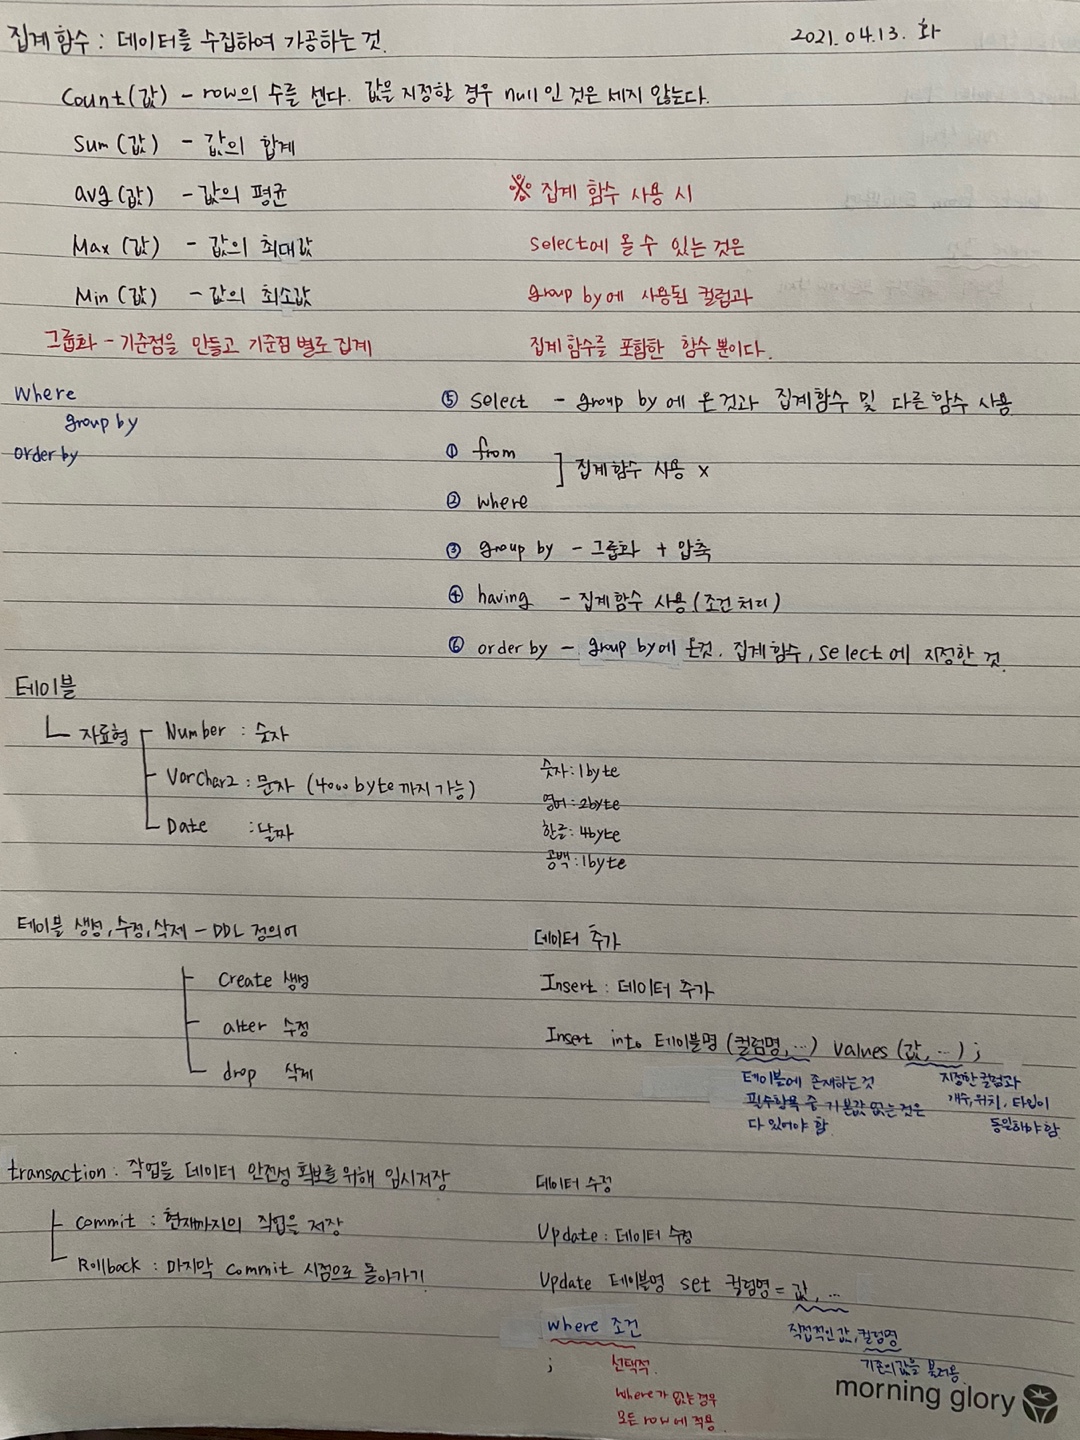 집계 함수 : 데이터를 수집하여 가공하는 것.
2021.04.13. 화
Count(값) - row의 수를 센다. 값을 지정할 경우 null인 것은 세지 않는다.
Sum(값) - 값의 합계
avg(값) - 값의 평균
Max(값) - 값의 최대값
Min(값) - 값의 최소값
그룹화 - 기준점을 만들고 기준점 별로 집계
※ 집계 함수 사용 시
select에 올 수 있는 것은
group by에 사용된 컬럼과
집계 함수를 포함한 함수 뿐이다.
where
group by
order by
⑤ select - group by에 온것과 집계함수 및 다른 함수 사용
① from
] 집계함수 사용 x
② where
③ group by - 그룹화 + 압축
④ having - 집계함수 사용 (조건 처리)
⑥ order by - group by에 온것, 집계함수, select에 지정한 것.
테이블
자료형
Number : 숫자
Varchar2 : 문자 (4000byte까지 가능)
Date : 날짜
숫자 : 1byte
영어 : 2byte
한글 : 4byte
공백 : 1byte
테이블 생성, 수정, 삭제 - DDL 정의어
create 생성
alter 수정
drop 삭제
데이터 추가
Insert : 데이터 추가
Insert into 테이블명 (컬럼명, …) values (값, …) ;
테이블에 존재하는것
필수항목 중 기본값 없는것은
다 있어야 함
지정한 컬럼과
개수, 위치, 타입이
동일해야 함.
transaction : 작업을 데이터 안전성 확보를 위해 임시저장
commit : 현재까지의 작업을 저장
Rollback : 마지막 commit 시점으로 돌아가기
데이터 수정
Update : 데이터 수정
Update 테이블명 set 컬럼명 = 값, …
직접적인 값, 컬럼명
기존의값을 불러옴.
where 조건
;
선택적.
where가 없는 경우
모든 row에 적용.
morning glory